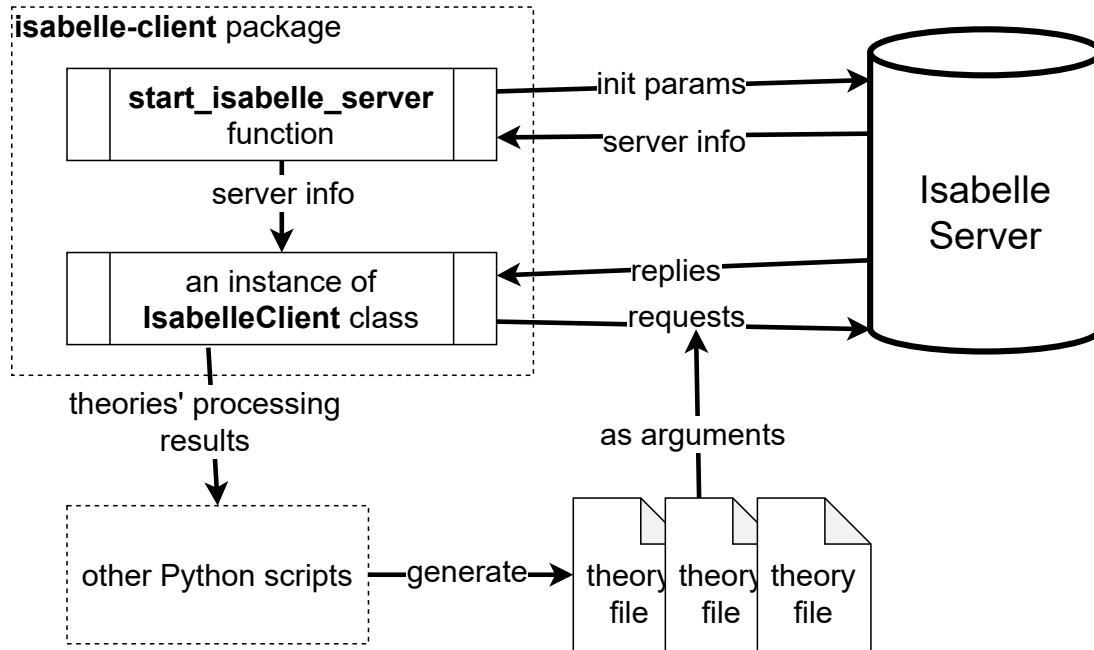 isabelle-client package
start_isabelle_server
function
init params
server info
server info
Isabelle
Server
an instance of
IsabelleClient class
replies
requests
theories' processing
results
as arguments
other Python scripts
generate
theory
file
theory
file
theory
file